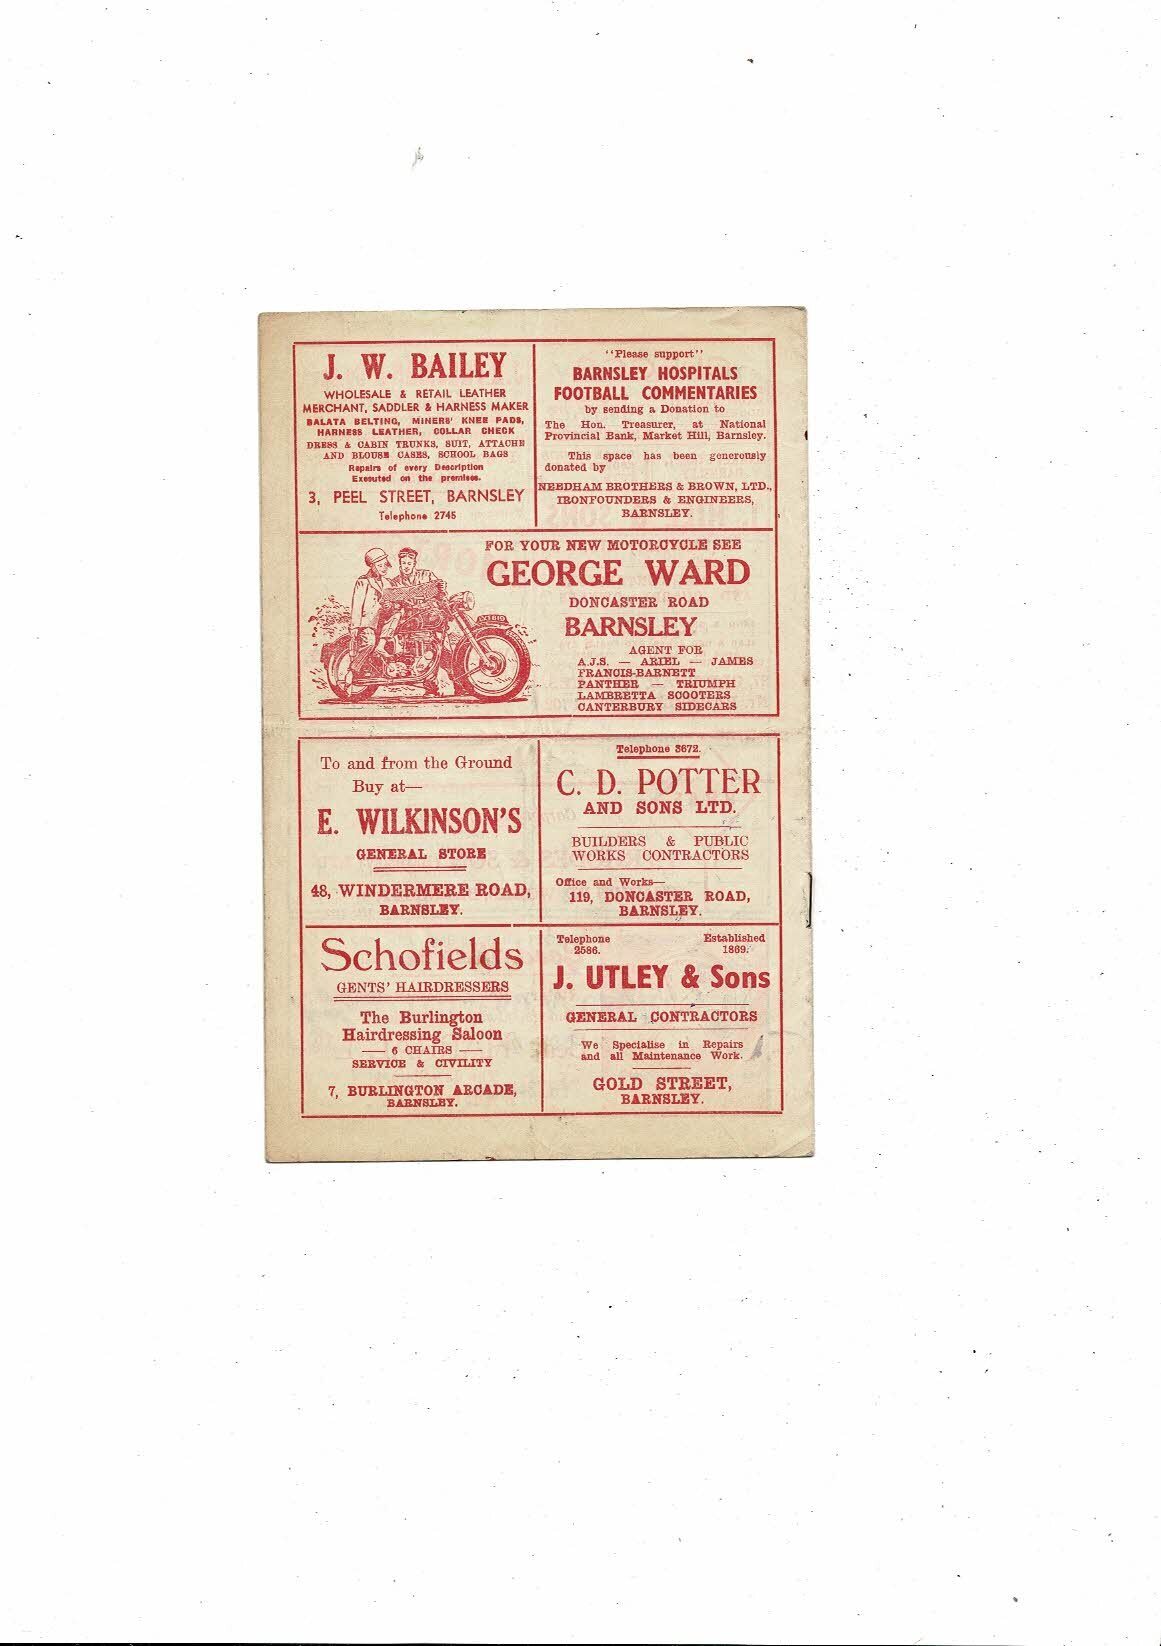 J. W. BAILEY
WHOLESALE & RETAIL LEATHER
MERCHANT, SADDLER & HARNESS MAKER
BALATA BELTING, MINERS' KNEE PADS,
HARNESS LEATHER, COLLAR CHECK
DRESS & CABIN TRUNKS, SUIT, ATTACHE
AND BLOUSE CASES, SCHOOL BAGS
Repairs of every Description
Executed on the premises.
3, PEEL STREET, BARNSLEY
Telephone 2745
"Please support"
BARNSLEY HOSPITALS
FOOTBALL COMMENTARIES
by sending a Donation to
The Hon. Treasurer, at National
Provincial Bank, Market Hill, Barnsley.
This space has been generously
donated by
NEEDHAM BROTHERS & BROWN, LTD.,
IRONFOUNDERS & ENGINEERS,
BARNSLEY.
FOR YOUR NEW MOTORCYCLE SEE
GEORGE WARD
DONCASTER ROAD
BARNSLEY
AGENT FOR
A.J.S. — ARIEL — JAMES
FRANCIS-BARNETT
PANTHER — TRIUMPH
LAMBRETTA SCOOTERS
CANTERBURY SIDECARS
To and from the Ground
Buy at—
E. WILKINSON'S
GENERAL STORE
48, WINDERMERE ROAD,
BARNSLEY.
Telephone 3672.
C. D. POTTER
AND SONS LTD.
BUILDERS & PUBLIC
WORKS CONTRACTORS
Office and Works—
119, DONCASTER ROAD,
BARNSLEY.
Schofields
GENTS' HAIRDRESSERS
The Burlington
Hairdressing Saloon
— 6 CHAIRS —
SERVICE & CIVILITY
7, BURLINGTON ARCADE,
BARNSLEY.
Telephone Established
2586. 1869.
J. UTLEY & Sons
GENERAL CONTRACTORS
We Specialise in Repairs
and all Maintenance Work.
GOLD STREET,
BARNSLEY.